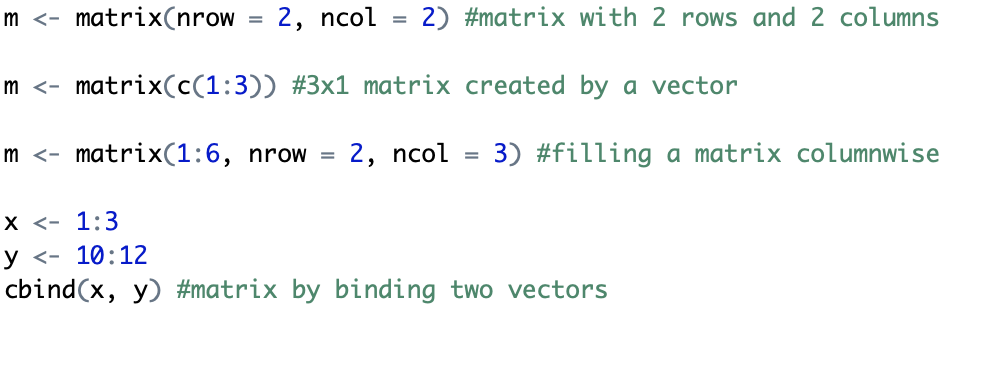 m <- matrix(nrow = 2, ncol = 2) #matrix with 2 rows and 2 columns
m <- matrix(c(1:3)) #3x1 matrix created by a vector
m <- matrix(1:6, nrow = 2, ncol = 3) #filling a matrix columnwise
x <- 1:3
y <- 10:12
cbind(x, y) #matrix by binding two vectors